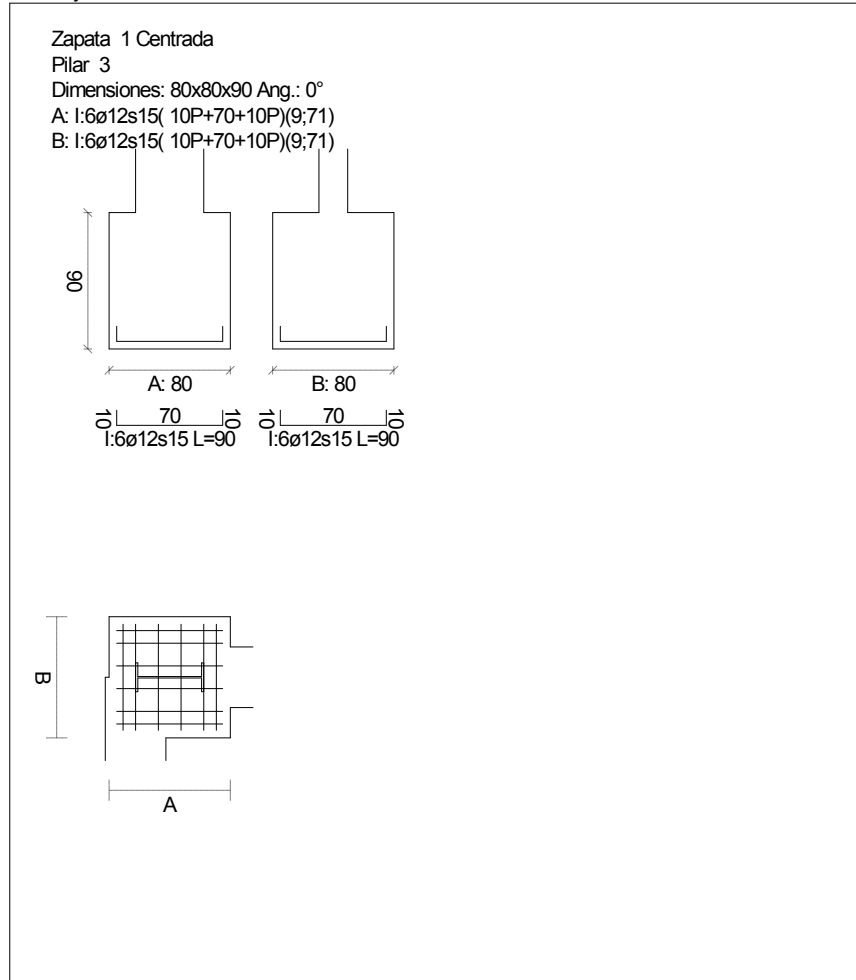 Zapata 1 Centrada
Pilar 3
Dimensiones: 80x80x90 Ang.: 0°
A: I:6ø12s15( 10P+70+10P)(9;71)
B: I:6ø12s15( 10P+70+10P)(9;71)
90
A: 80
B: 80
10 70 10
10 70 10
I:6ø12s15 L=90
I:6ø12s15 L=90
B
A